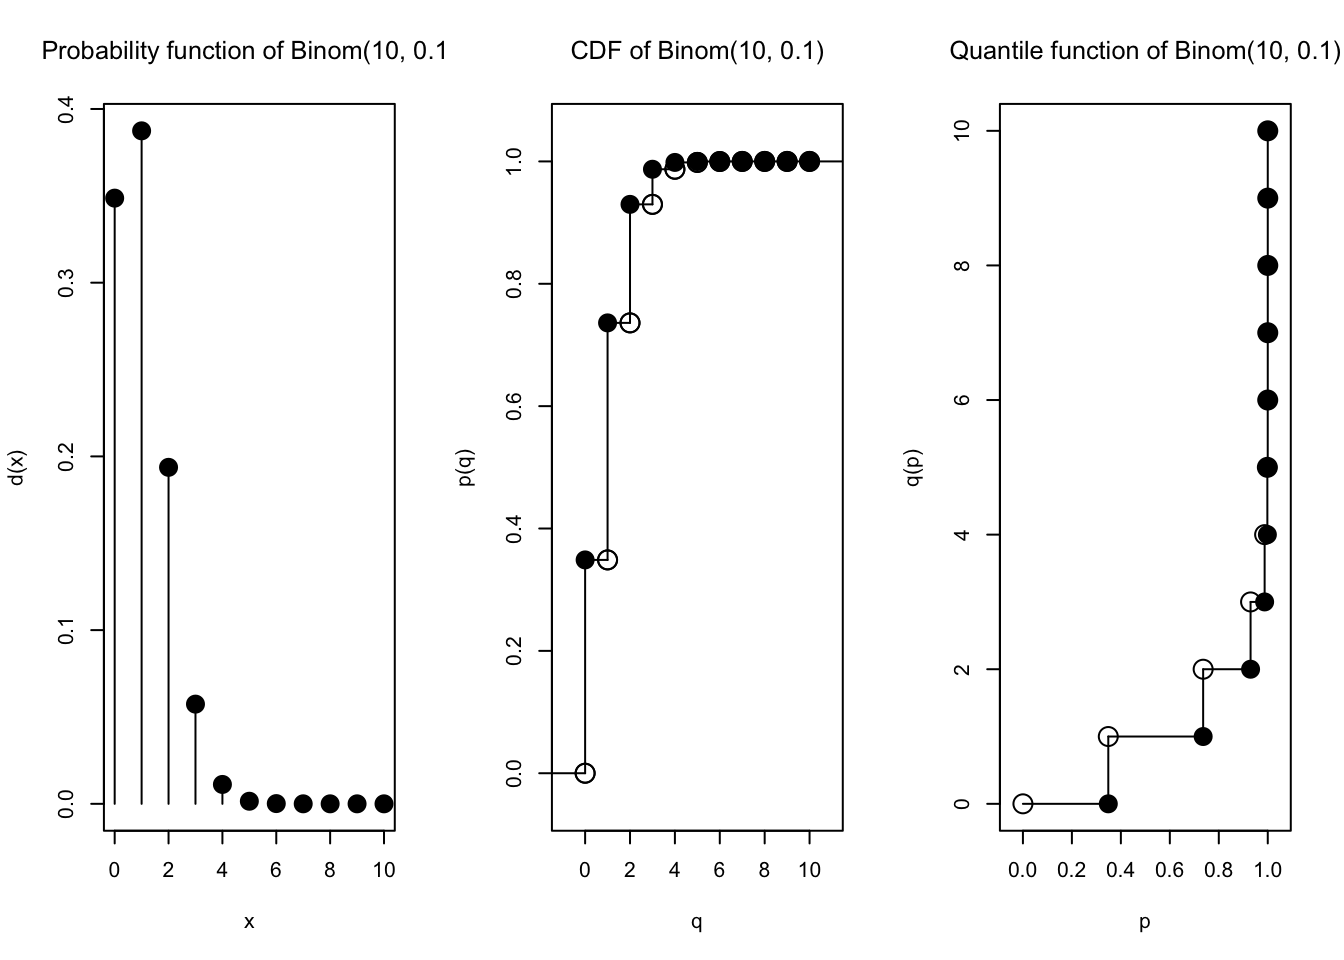 Probability function of Binom(10, 0.1
d(x)
0.0 0.1 0.2 0.3 0.4
0 2 4 6 8 10
x
CDF of Binom(10, 0.1)
p(q)
0.0 0.2 0.4 0.6 0.8 1.0
0 2 4 6 8 10
q
Quantile function of Binom(10, 0.1)
q(p)
0 2 4 6 8 10
0.0 0.2 0.4 0.6 0.8 1.0
p